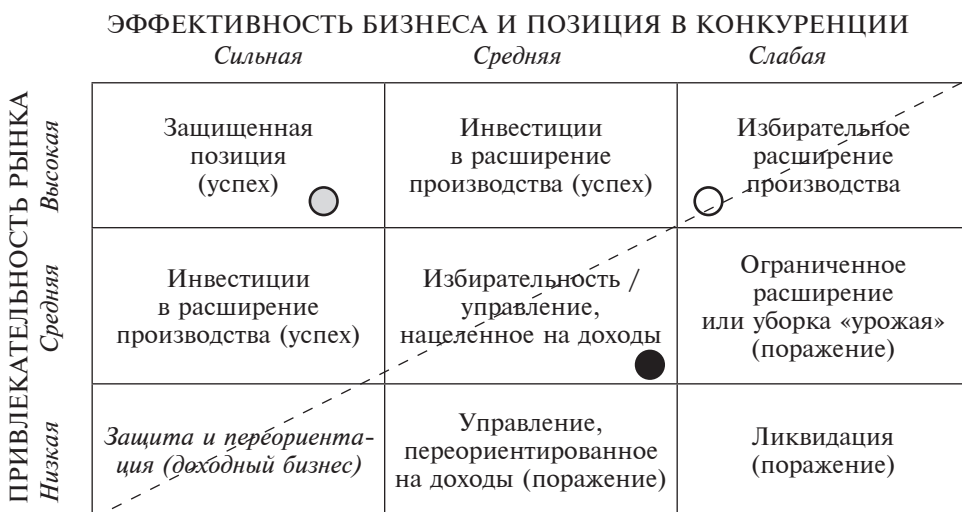 ЭФФЕКТИВНОСТЬ БИЗНЕСА И ПОЗИЦИЯ В КОНКУРЕНЦИИ
Сильная
Средняя
Слабая
ПРИВЛЕКАТЕЛЬНОСТЬ РЫНКА
Высокая
Защищенная
позиция
(успех)
Инвестиции
в расширение
производства (успех)
Избирательное
расширение
производства
Средняя
Инвестиции
в расширение
производства (успех)
Избирательность /
управление,
нацеленное на доходы
Ограниченное
расширение
или уборка «урожая»
(поражение)
Низкая
Защита и переориента-
ция (доходный бизнес)
Управление,
переориентированное
на доходы (поражение)
Ликвидация
(поражение)